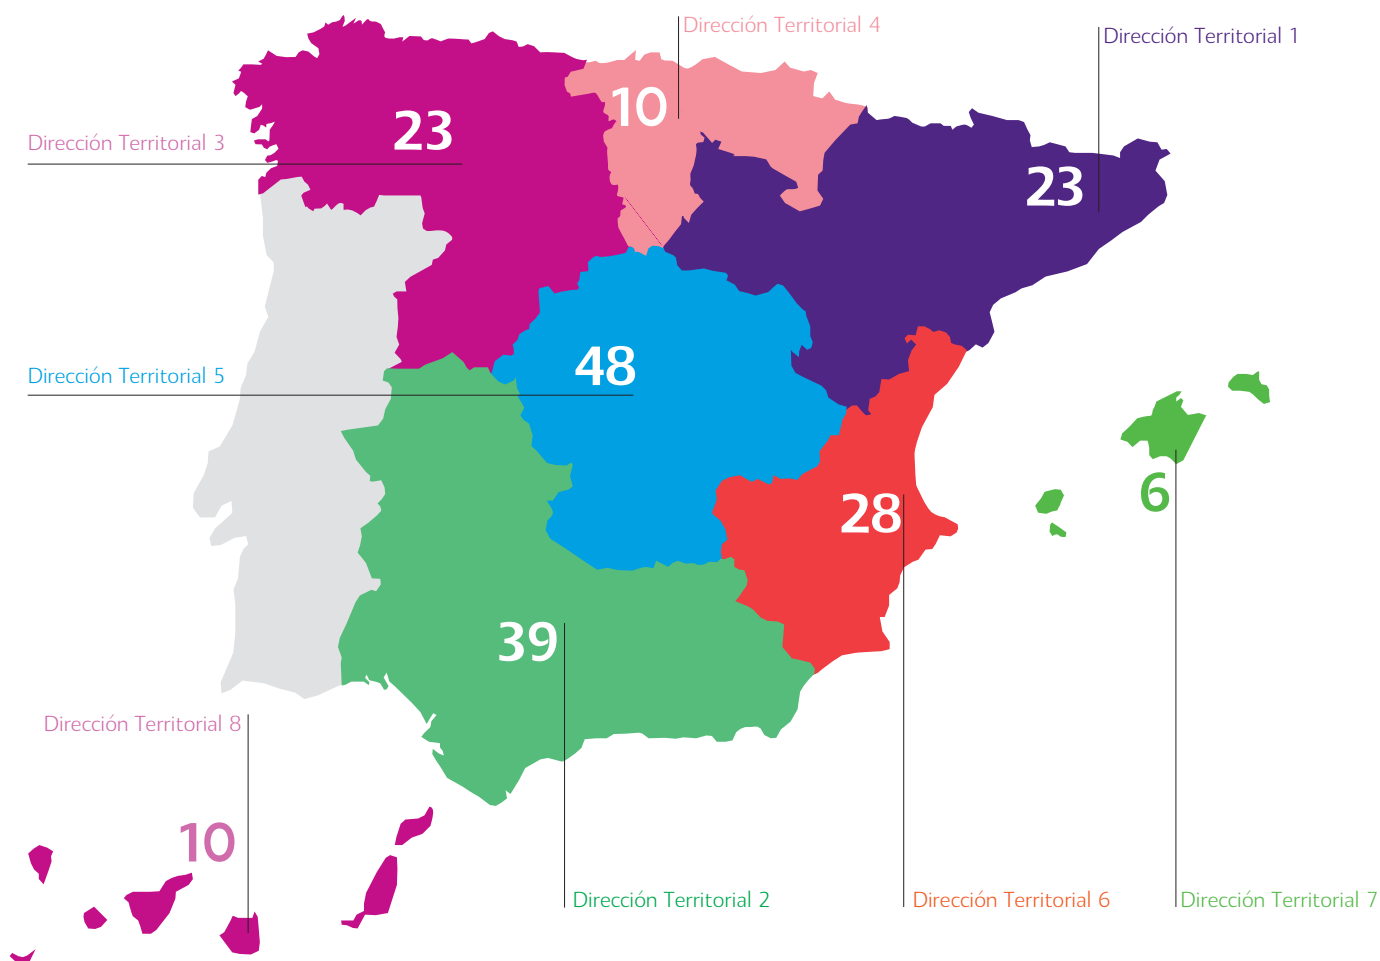 Dirección Territorial 4
Dirección Territorial 1
10
23
Dirección Territorial 3
23
48
Dirección Territorial 5
6
28
39
Dirección Territorial 8
10
Dirección Territorial 2
Dirección Territorial 6
Dirección Territorial 7